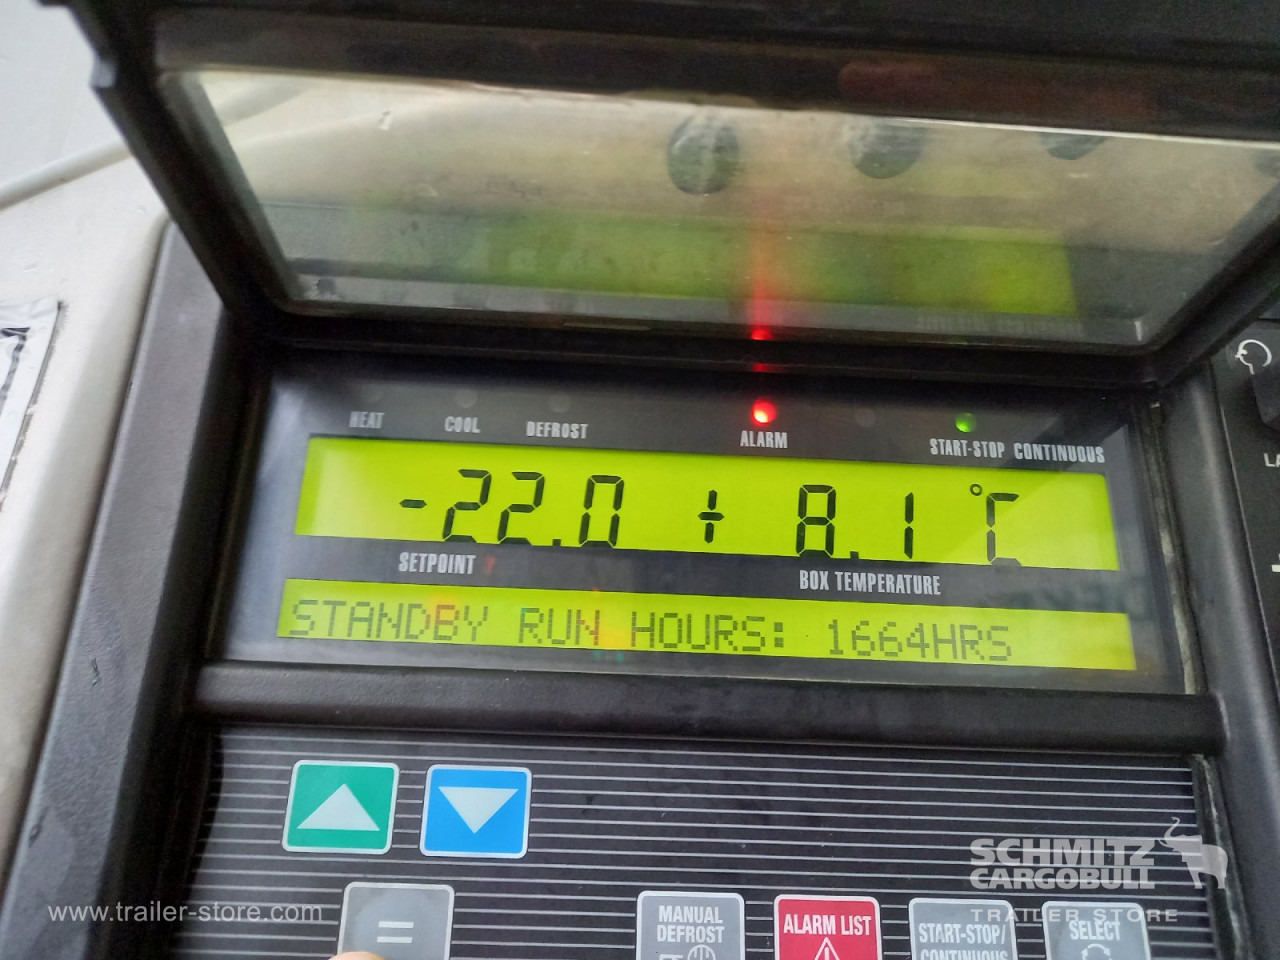 HEAT COOL DEFROST ALARM START-STOP CONTINUOUS
-22.0 + 8.1 °C
SETPOINT BOX TEMPERATURE
STANDBY RUN HOURS: 1664HRS
SCHMITZ
CARGOBULL
TRAILER STORE
www.trailer-store.com
=
MANUAL
DEFROST
ALARM LIST
START-STOP/
CONTINUOUS
SELECT